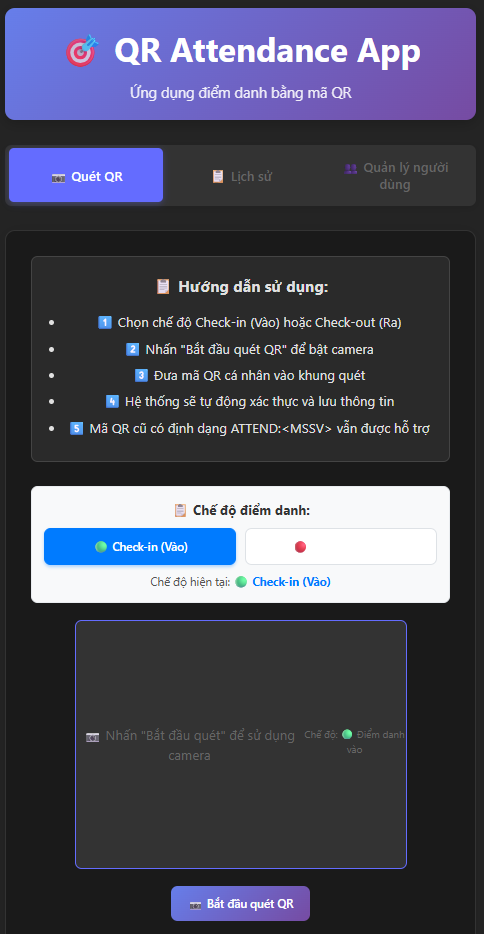 🎯 QR Attendance App
Ứng dụng điểm danh bằng mã QR
📷 Quét QR
📋 Lịch sử
👥 Quản lý người
dùng
📋 Hướng dẫn sử dụng:
1️⃣ Chọn chế độ Check-in (Vào) hoặc Check-out (Ra)
2️⃣ Nhấn "Bắt đầu quét QR" để bật camera
3️⃣ Đưa mã QR cá nhân vào khung quét
4️⃣ Hệ thống sẽ tự động xác thực và lưu thông tin
5️⃣ Mã QR cũ có định dạng ATTEND:<MSSV> vẫn được hỗ trợ
📋 Chế độ điểm danh:
🟢 Check-in (Vào)
🔴
Chế độ hiện tại: 🟢 Check-in (Vào)
📷 Nhấn "Bắt đầu quét" để sử dụng
camera
Chế độ: 🟢 Điểm danh
vào
📷 Bắt đầu quét QR